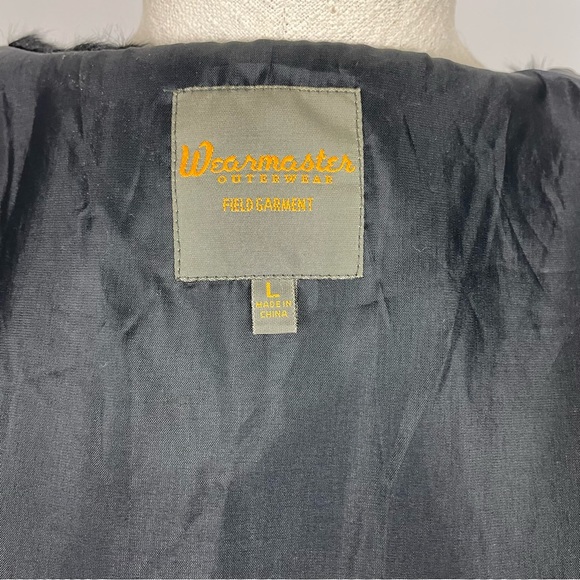 Wearmaster
OUTERWEAR
FIELD GARMENT
L
MADE IN
CHINA